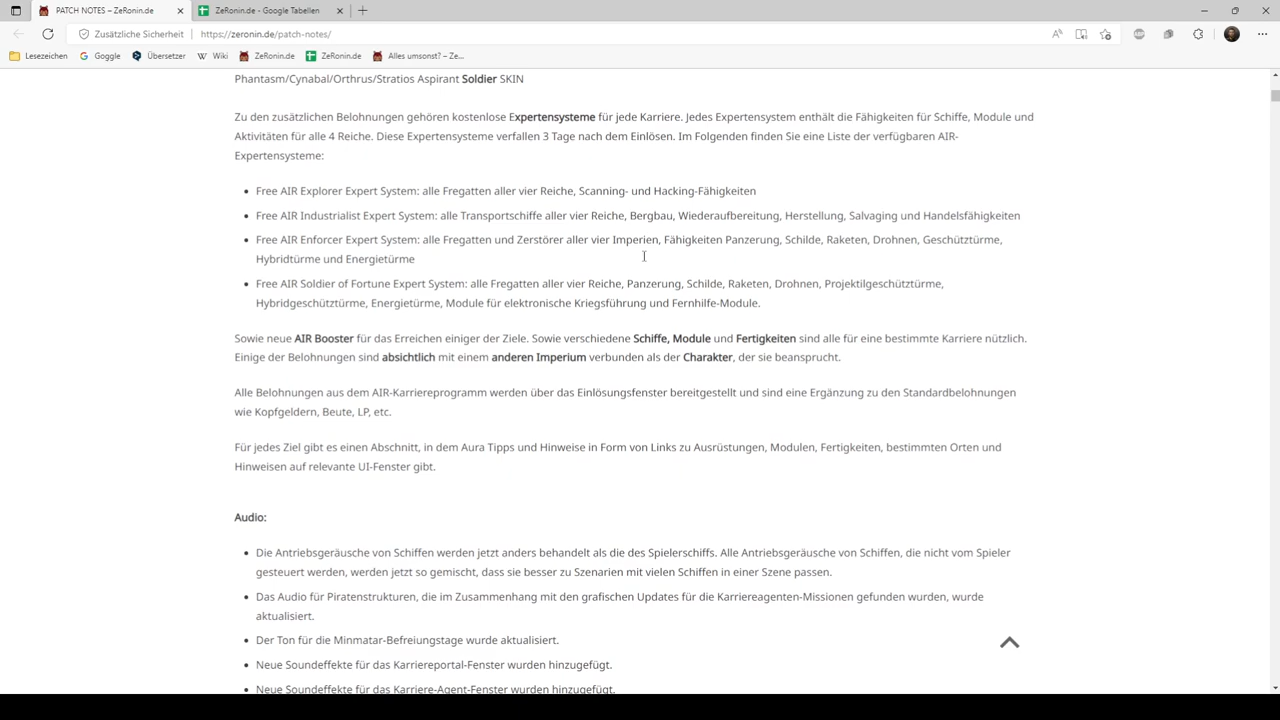 PATCH NOTES – ZeRonin.de
ZeRonin.de - Google Tabellen
Zusätzliche Sicherheit
https://zeronin.de/patch-notes/
Lesezeichen
Goggle
Übersetzer
Wiki
ZeRonin.de
ZeRonin.de
Alles umsonst? – Ze...
Phantasm/Cynabal/Orthrus/Stratios Aspirant Soldier SKIN
Zu den zusätzlichen Belohnungen gehören kostenlose Expertensysteme für jede Karriere. Jedes Expertensystem enthält die Fähigkeiten für Schiffe, Module und
Aktivitäten für alle 4 Reiche. Diese Expertensysteme verfallen 3 Tage nach dem Einlösen. Im Folgenden finden Sie eine Liste der verfügbaren AIR-
Expertensysteme:
• Free AIR Explorer Expert System: alle Fregatten aller vier Reiche, Scanning- und Hacking-Fähigkeiten
• Free AIR Industrialist Expert System: alle Transportschiffe aller vier Reiche, Bergbau, Wiederaufbereitung, Herstellung, Salvaging und Handelsfähigkeiten
• Free AIR Enforcer Expert System: alle Fregatten und Zerstörer aller vier Imperien, Fähigkeiten Panzerung, Schilde, Raketen, Drohnen, Geschütztürme,
Hybridtürme und Energietürme
• Free AIR Soldier of Fortune Expert System: alle Fregatten aller vier Reiche, Panzerung, Schilde, Raketen, Drohnen, Projektilgeschütztürme,
Hybridgeschütztürme, Energietürme, Module für elektronische Kriegsführung und Fernhilfe-Module.
Sowie neue AIR Booster für das Erreichen einiger der Ziele. Sowie verschiedene Schiffe, Module und Fertigkeiten sind alle für eine bestimmte Karriere nützlich.
Einige der Belohnungen sind absichtlich mit einem anderen Imperium verbunden als der Charakter, der sie beansprucht.
Alle Belohnungen aus dem AIR-Karriereprogramm werden über das Einlösungsfenster bereitgestellt und sind eine Ergänzung zu den Standardbelohnungen
wie Kopfgeldern, Beute, LP, etc.
Für jedes Ziel gibt es einen Abschnitt, in dem Aura Tipps und Hinweise in Form von Links zu Ausrüstungen, Modulen, Fertigkeiten, bestimmten Orten und
Hinweisen auf relevante UI-Fenster gibt.
Audio:
• Die Antriebsgeräusche von Schiffen werden jetzt anders behandelt als die des Spielerschiffs. Alle Antriebsgeräusche von Schiffen, die nicht vom Spieler
gesteuert werden, werden jetzt so gemischt, dass sie besser zu Szenarien mit vielen Schiffen in einer Szene passen.
• Das Audio für Piratenstrukturen, die im Zusammenhang mit den grafischen Updates für die Karriereagenten-Missionen gefunden wurden, wurde
aktualisiert.
• Der Ton für die Minmatar-Befreiungstage wurde aktualisiert.
• Neue Soundeffekte für das Karriereportal-Fenster wurden hinzugefügt.
• Neue Soundeffekte für das Karriere-Agent-Fenster wurden hinzugefügt.